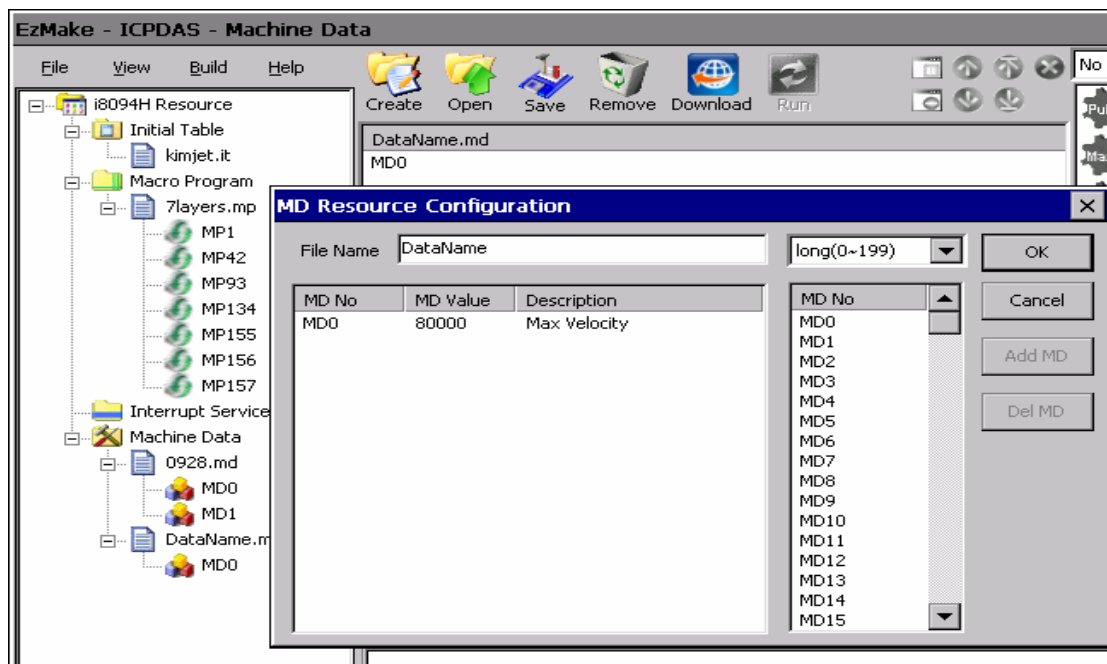 EzMake - ICPDAS - Machine Data
File View Build Help
Create Open Save Remove Download Run
No
i8094H Resource
Initial Table
kimjet.it
Macro Program
7layers.mp
MP1
MP42
MP93
MP134
MP155
MP156
MP157
Interrupt Service
Machine Data
0928.md
MD0
MD1
DataName.m
MD0
DataName.md
MD0
MD Resource Configuration
File Name DataName long(0~199) OK
MD No MD Value Description
MD0 80000 Max Velocity
MD No
MD0
MD1
MD2
MD3
MD4
MD5
MD6
MD7
MD8
MD9
MD10
MD11
MD12
MD13
MD14
MD15
Cancel
Add MD
Del MD